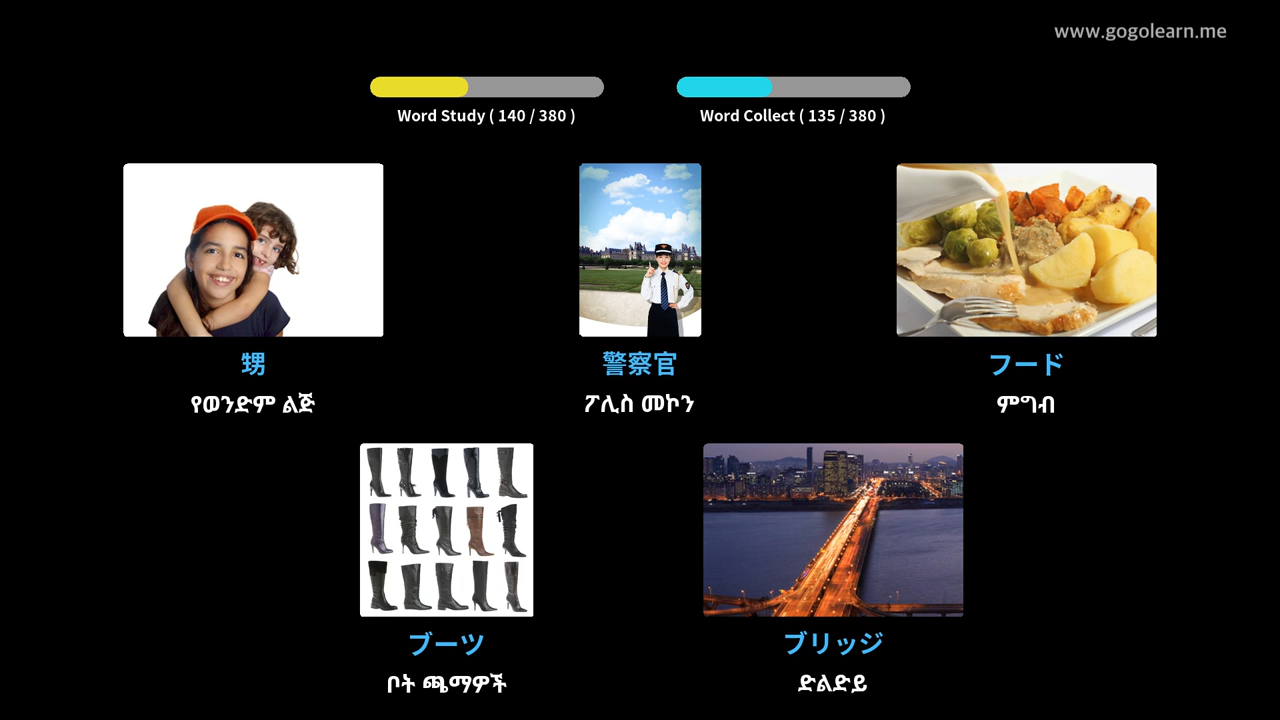 www.gogolearn.me
Word Study ( 140 / 380 )
Word Collect ( 135 / 380 )
甥
警察官
フード
የወንድም ልጅ
ፖሊስ መኮን
ምግብ
ブーツ
ブリッジ
ቦት ጫማዎች
ድልድይ